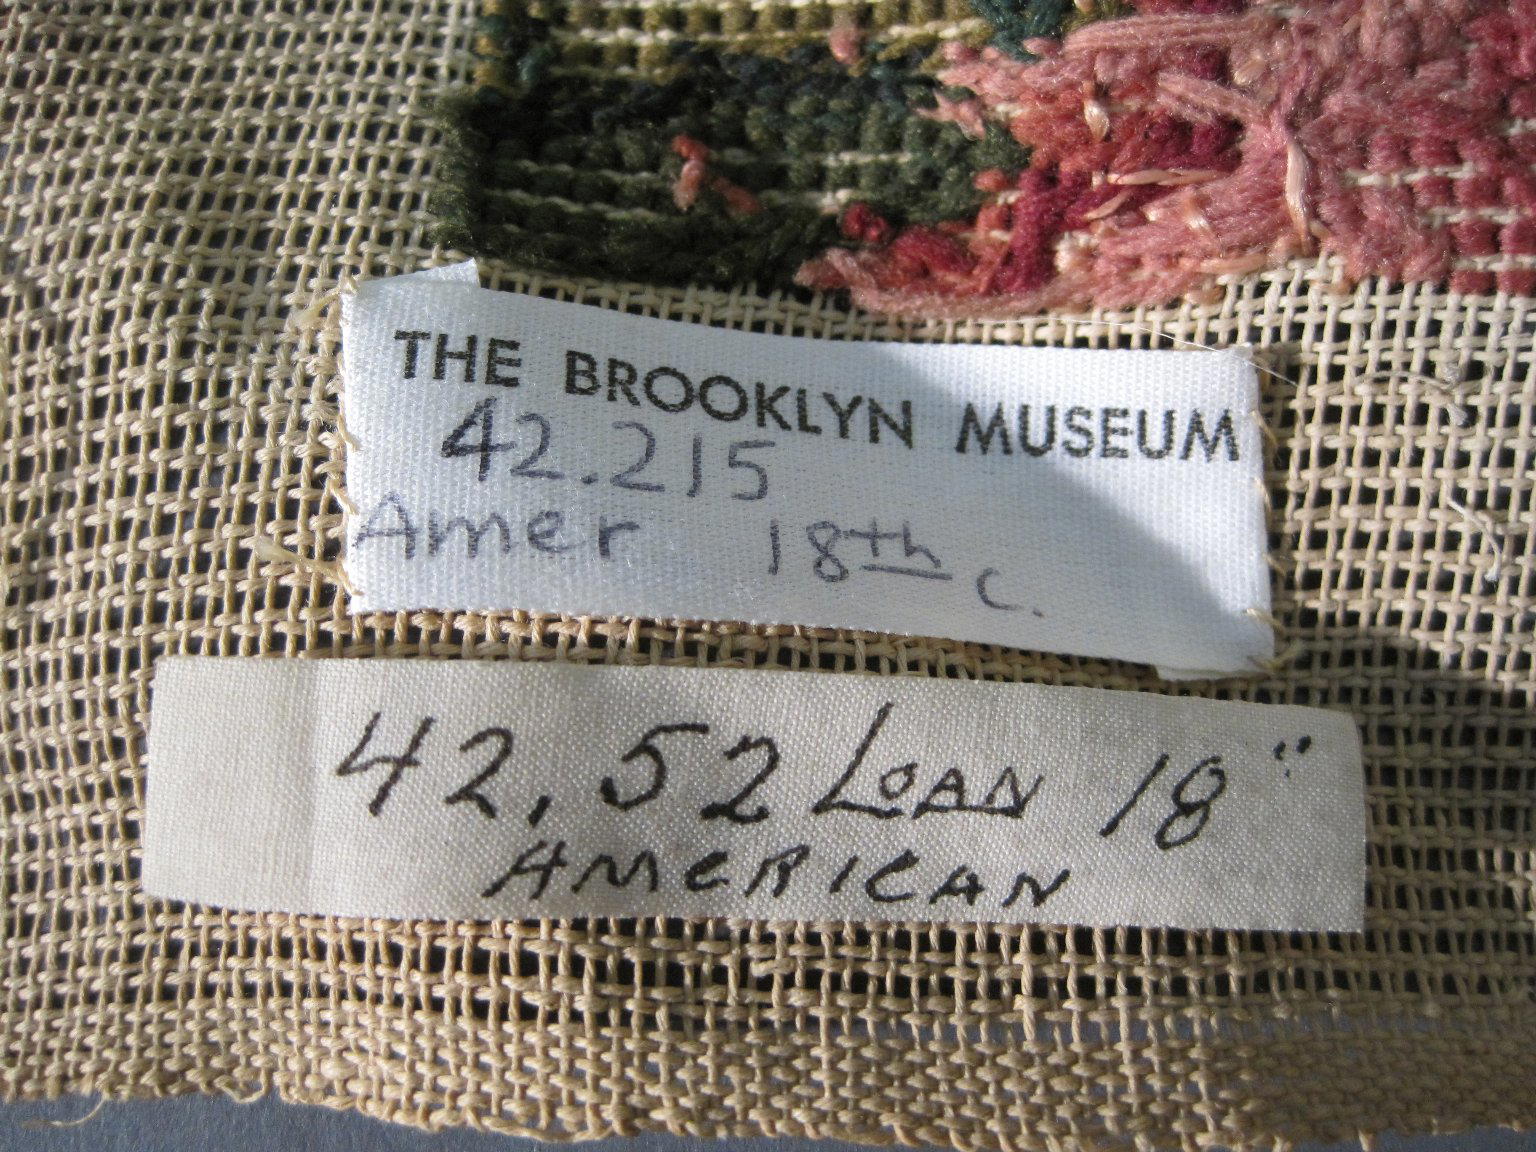 THE BROOKLYN MUSEUM
42.215
Amer 18th c.
42.52 LOAN 18"
AMERICAN